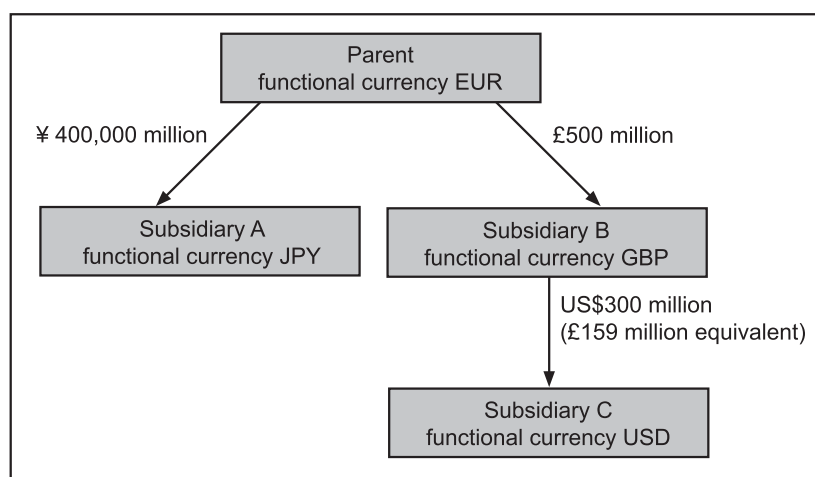 Parent
functional currency EUR
¥ 400,000 million
£500 million
Subsidiary A
functional currency JPY
Subsidiary B
functional currency GBP
US$300 million
(£159 million equivalent)
Subsidiary C
functional currency USD